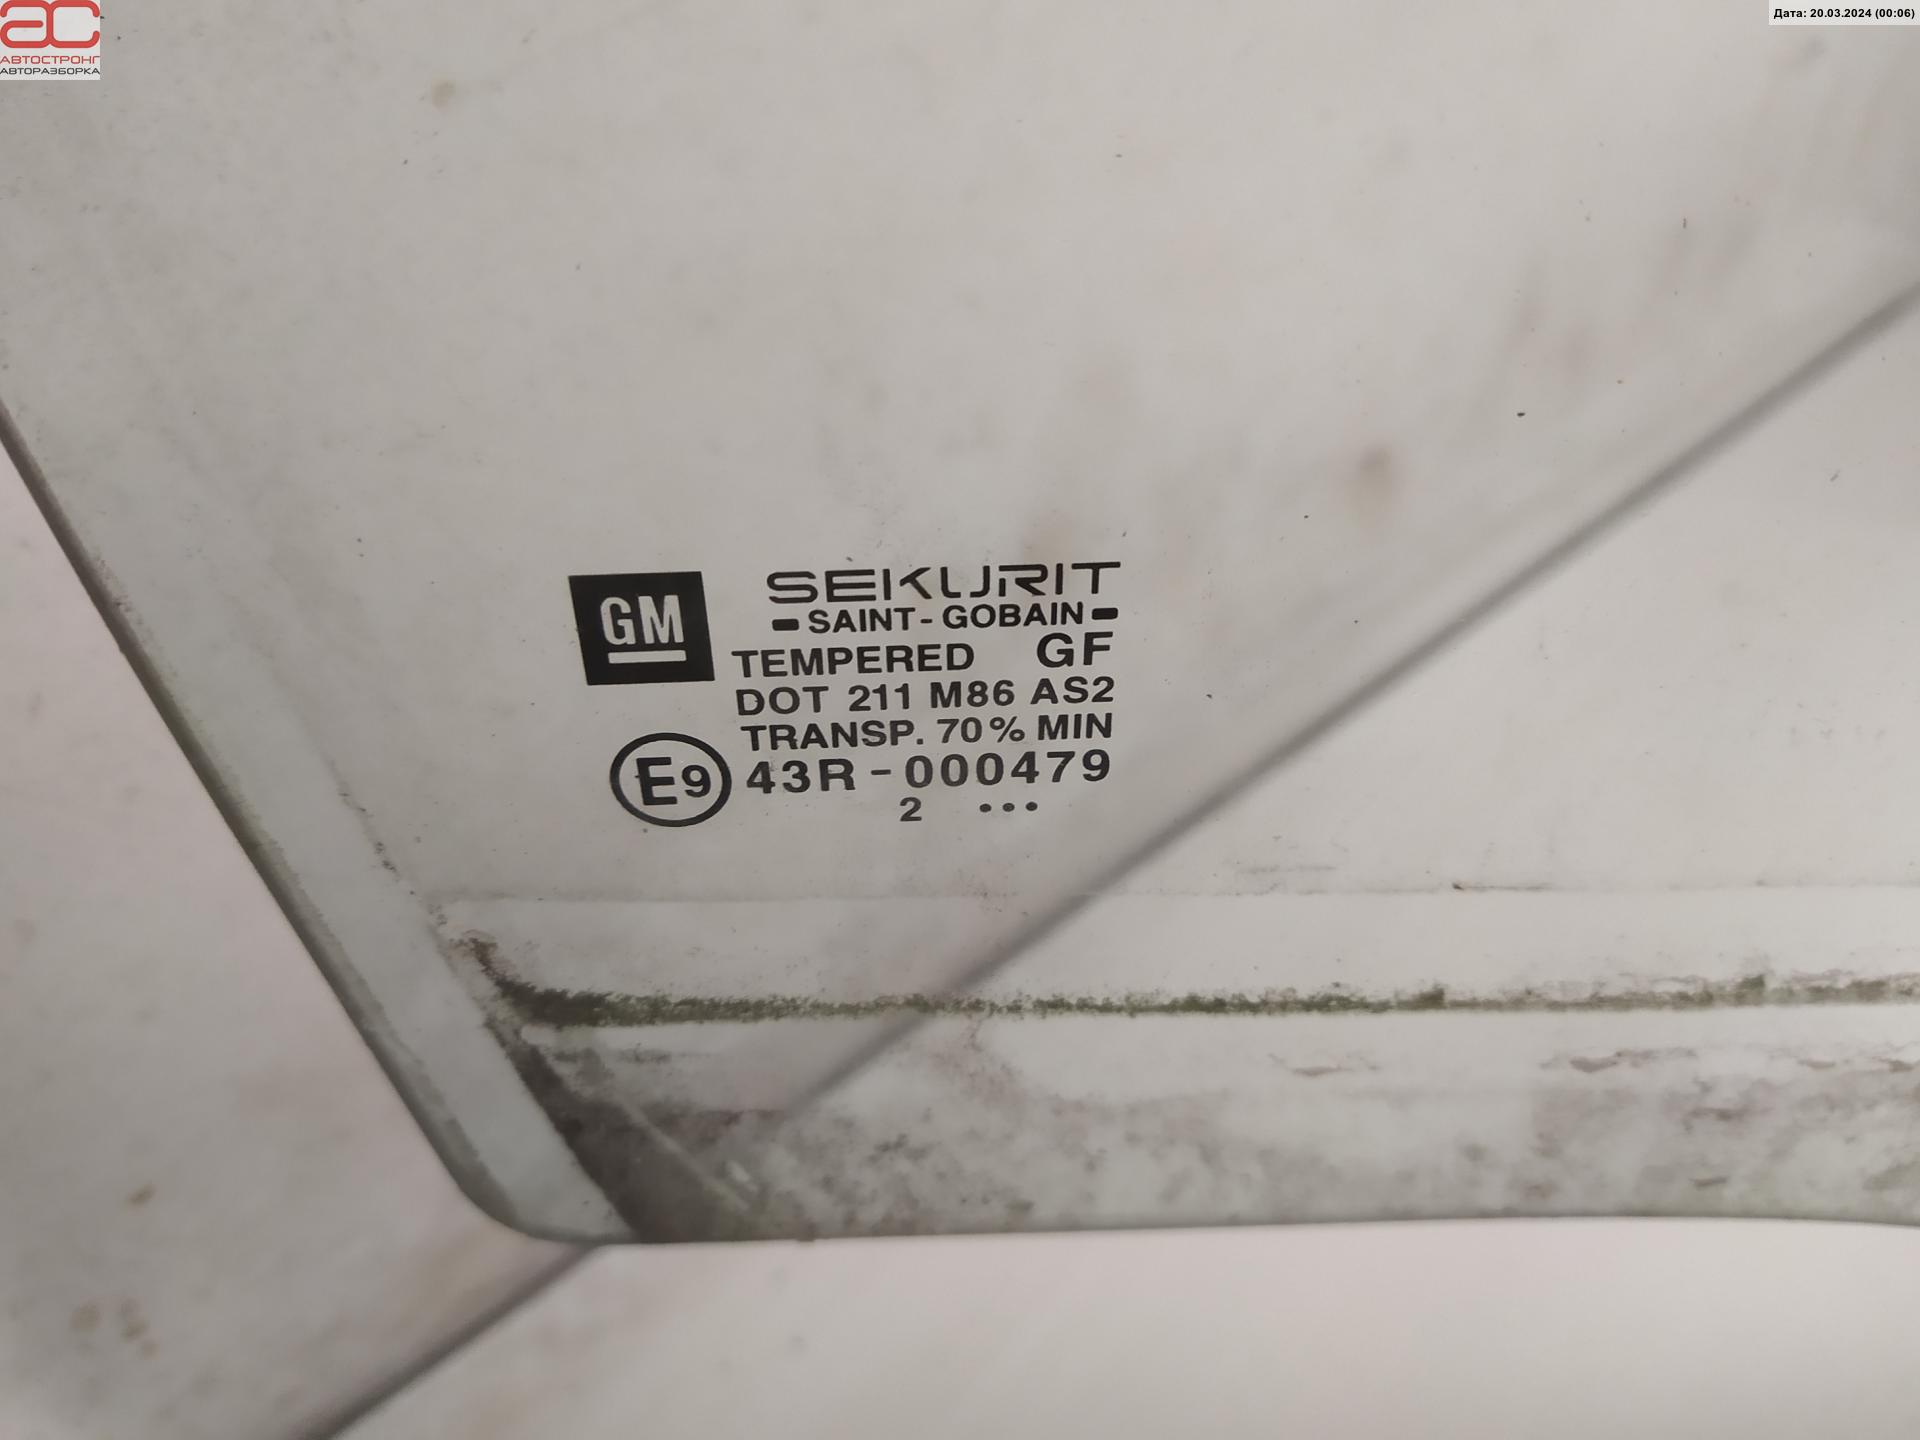 AC
АВТОСТРОНГ
АВТОРАЗБОРКА
Дата: 20.03.2024 (00:06)
GM
SEKURIT
SAINT-GOBAIN
TEMPERED GF
DOT 211 M86 AS2
TRANSP. 70% MIN
E9 43R-000479
2 •••